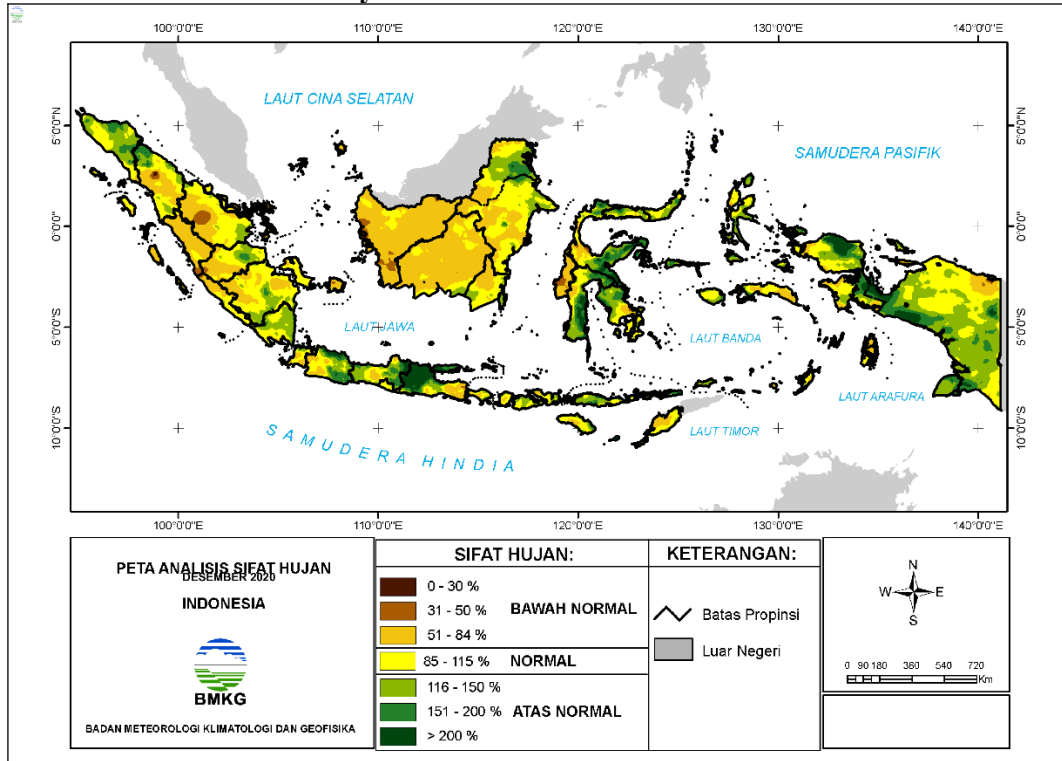 100°0'0"E 110°0'0"E 120°0'0"E 130°0'0"E 140°0'0"E
LAUT CINA SELATAN
5°0'0"N 5°0'0"N
SAMUDERA PASIFIK
0°0'0" 0°0'0"
LAUT JAWA
LAUT BANDA
5°0'0"S 5°0'0"S
LAUT ARAFURA
LAUT TIMOR
10°0'0"S 10°0'0"S
SAMUDERA HINDIA
100°0'0"E 110°0'0"E 120°0'0"E 130°0'0"E 140°0'0"E
PETA ANALISIS SIFAT HUJAN
DESEMBER 2020
INDONESIA
BMKG
BADAN METEOROLOGI KLIMATOLOGI DAN GEOFISIKA
SIFAT HUJAN:
0 - 30 %
31 - 50 % BAWAH NORMAL
51 - 84 %
85 - 115 % NORMAL
116 - 150 %
151 - 200 % ATAS NORMAL
> 200 %
KETERANGAN:
Batas Propinsi
Luar Negeri
N
W E
S
0 90 180 360 540 720
Km